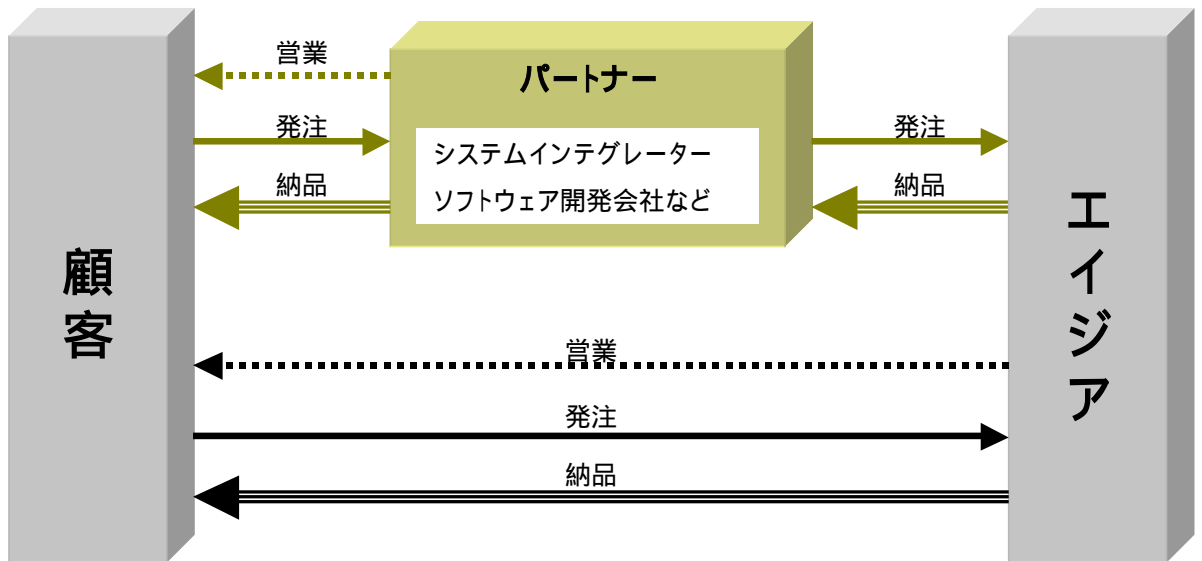 営業
パートナー
発注
発注
システムインテグレーター
納品
納品
ソフトウェア開発会社など
顧客
エイジア
営業
発注
納品